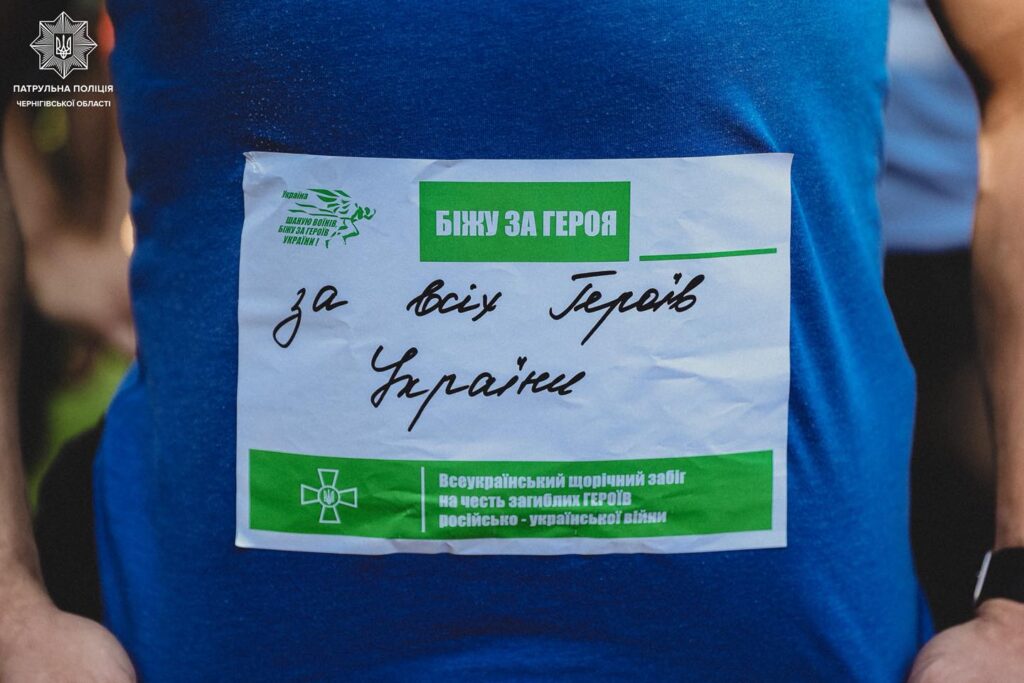 ПАТРУЛЬНА ПОЛІЦІЯ
ЧЕРНІГІВСЬКОЇ ОБЛАСТІ
Україна
ШАНУЮ ВОЇНІВ,
БІЖУ ЗА ГЕРОЇВ
УКРАЇНИ !
БІЖУ ЗА ГЕРОЯ
за всіх Героїв
України
Всеукраїнський щорічний забіг
на честь загиблих ГЕРОЇВ
російсько - української війни